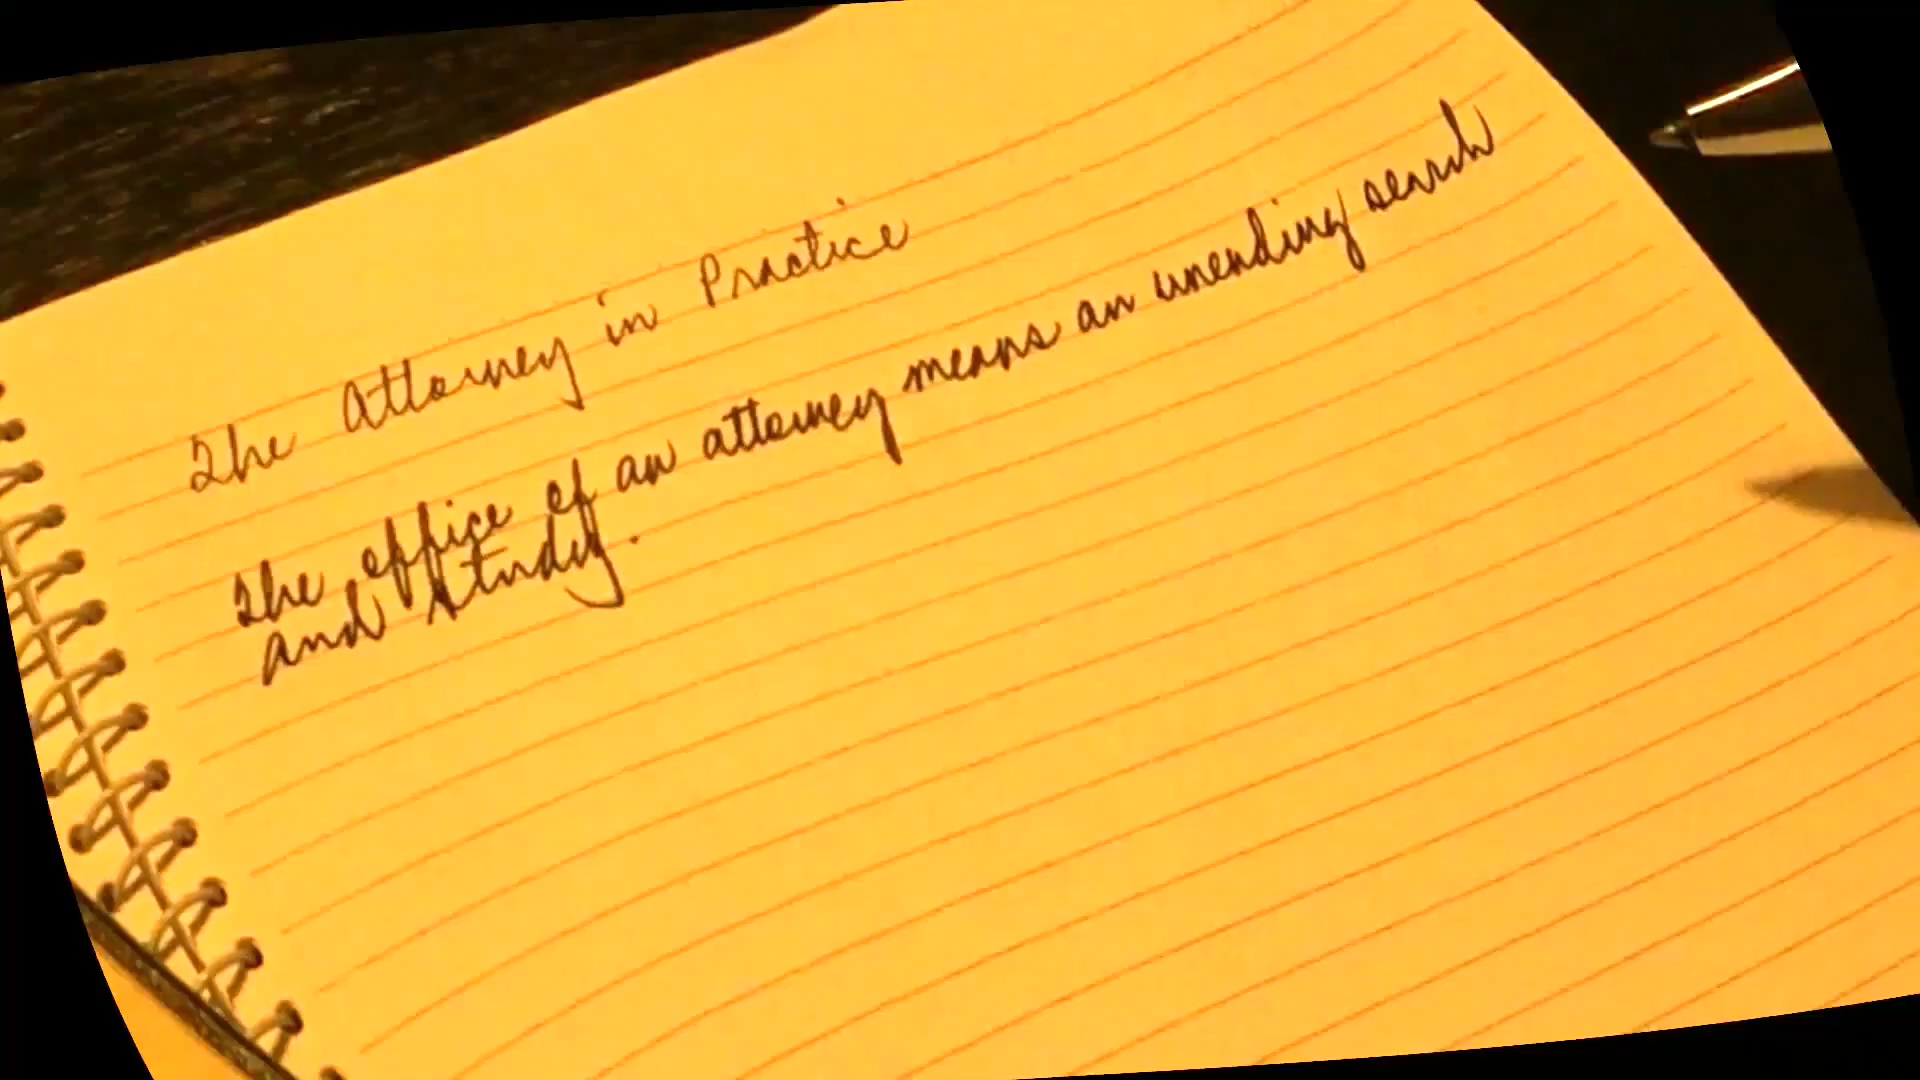 The Attorney in Practice
The office of an attorney means an unending search
and study.